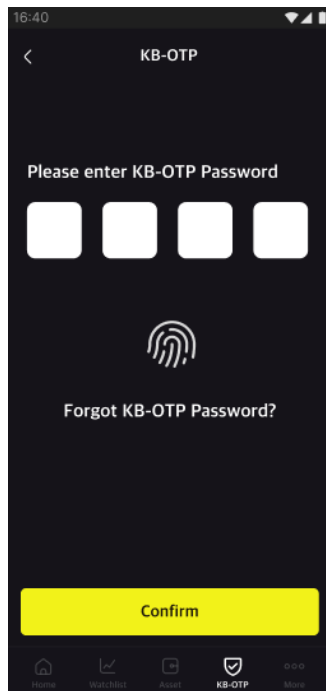 16:40
KB-OTP
Please enter KB-OTP Password
Forgot KB-OTP Password?
Confirm
Home Watchlist Asset KB-OTP More